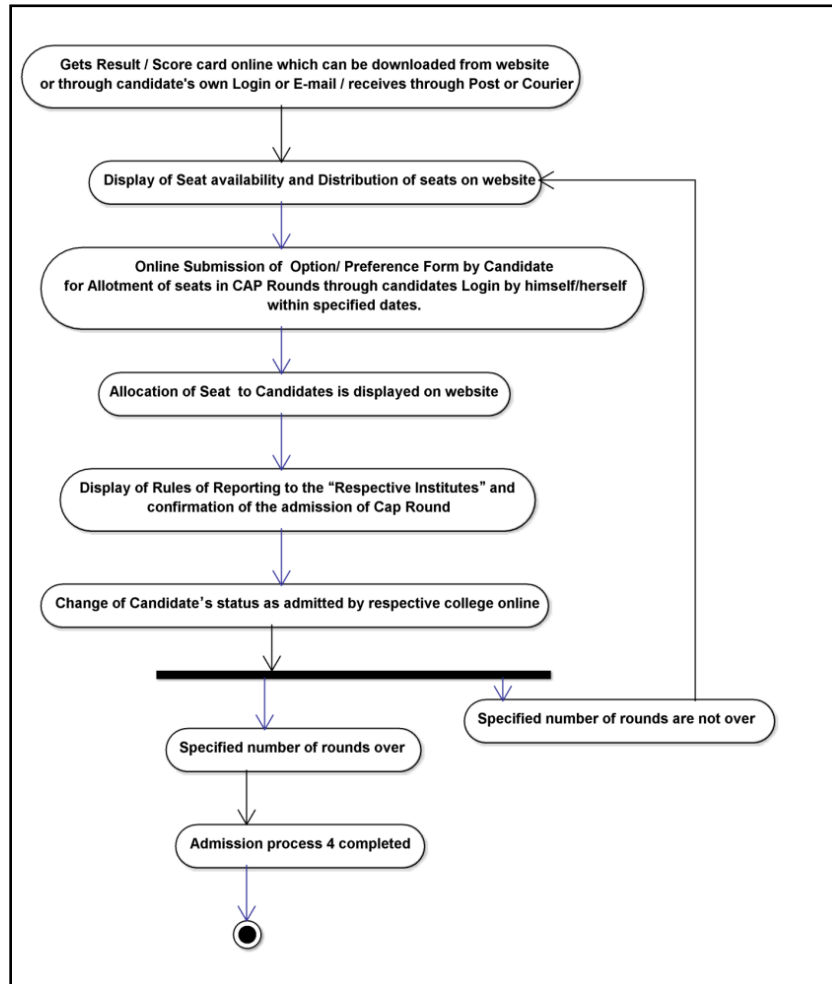 Gets Result / Score card online which can be downloaded from website
or through candidate's own Login or E-mail / receives through Post or Courier
Display of Seat availability and Distribution of seats on website
Online Submission of Option/ Preference Form by Candidate
for Allotment of seats in CAP Rounds through candidates Login by himself/herself
within specified dates.
Allocation of Seat to Candidates is displayed on website
Display of Rules of Reporting to the “Respective Institutes” and
confirmation of the admission of Cap Round
Change of Candidate’s status as admitted by respective college online
Specified number of rounds are not over
Specified number of rounds over
Admission process 4 completed